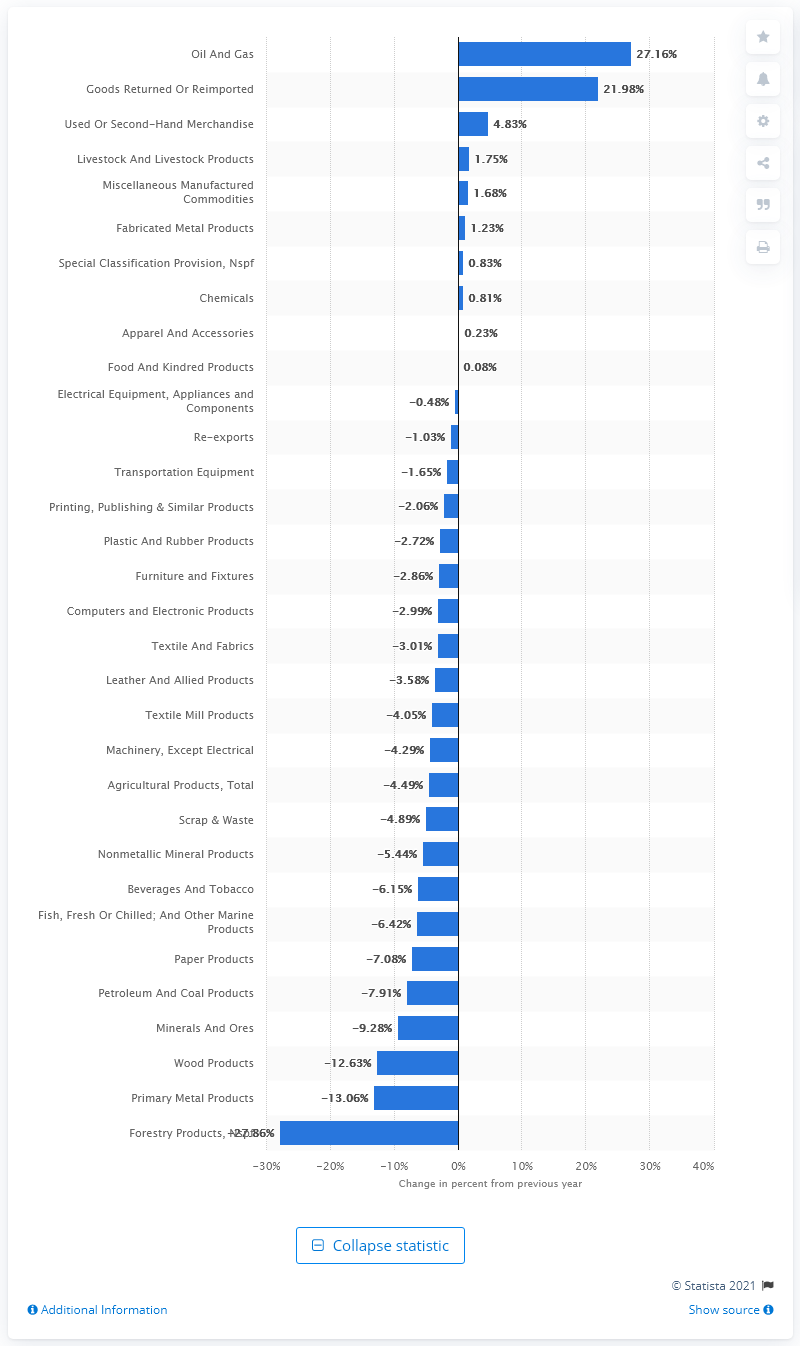 Oil And Gas 27.16%
Goods Returned Or Reimported 21.98%
Used Or Second-Hand Merchandise 4.83%
Livestock And Livestock Products 1.75%
Miscellaneous Manufactured
Commodities 1.68%
Fabricated Metal Products 1.23%
Special Classification Provision, Nspf 0.83%
Chemicals 0.81%
Apparel And Accessories 0.23%
Food And Kindred Products 0.08%
Electrical Equipment, Appliances and
Components -0.48%
Re-exports -1.03%
Transportation Equipment -1.65%
Printing, Publishing & Similar Products -2.06%
Plastic And Rubber Products -2.72%
Furniture and Fixtures -2.86%
Computers and Electronic Products -2.99%
Textile And Fabrics -3.01%
Leather And Allied Products -3.58%
Textile Mill Products -4.05%
Machinery, Except Electrical -4.29%
Agricultural Products, Total -4.49%
Scrap & Waste -4.89%
Nonmetallic Mineral Products -5.44%
Beverages And Tobacco -6.15%
Fish, Fresh Or Chilled; And Other Marine
Products -6.42%
Paper Products -7.08%
Petroleum And Coal Products -7.91%
Minerals And Ores -9.28%
Wood Products -12.63%
Primary Metal Products -13.06%
Forestry Products, Nspf -27.86%
-30% -20% -10% 0% 10% 20% 30% 40%
Change in percent from previous year
Collapse statistic
© Statista 2021
Additional Information Show source